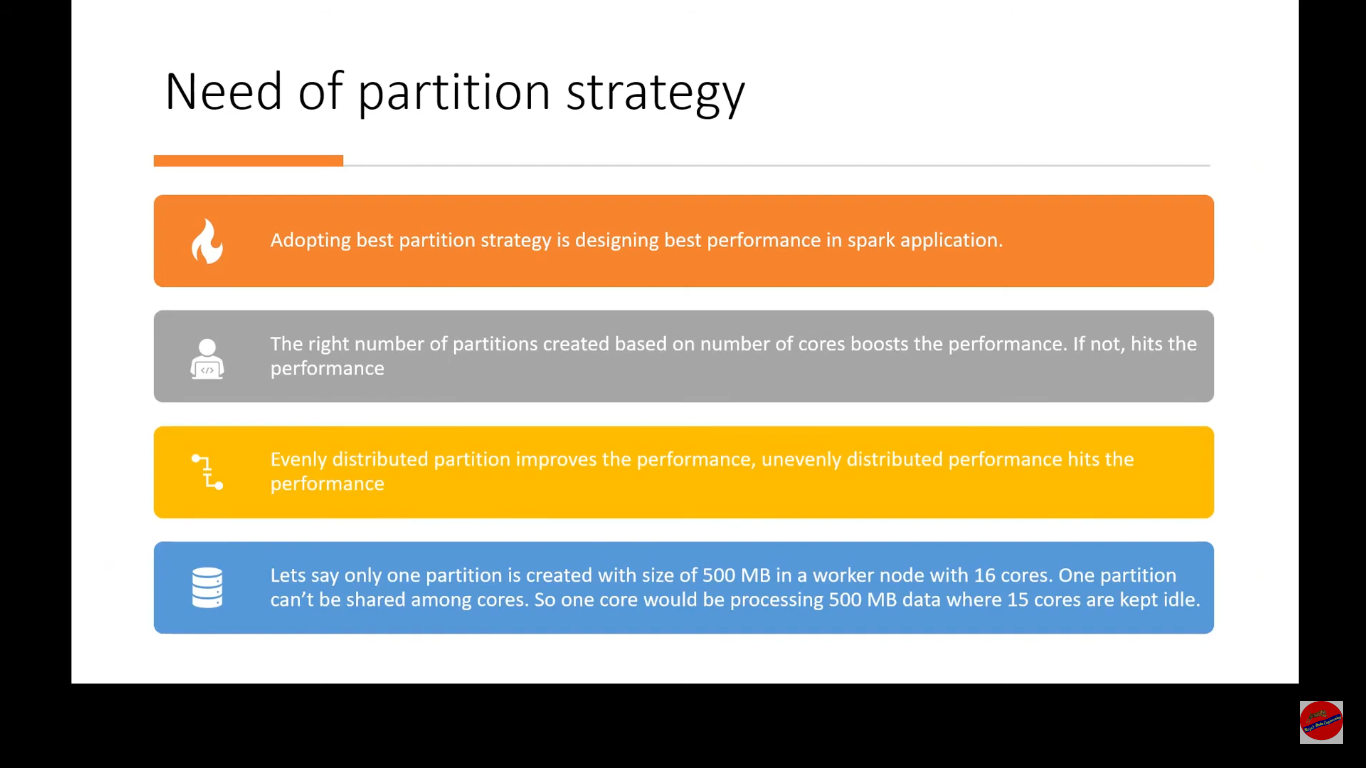 Need of partition strategy
Adopting best partition strategy is designing best performance in spark application.
The right number of partitions created based on number of cores boosts the performance. If not, hits the
performance
Evenly distributed partition improves the performance, unevenly distributed performance hits the
performance
Lets say only one partition is created with size of 500 MB in a worker node with 16 cores. One partition
can’t be shared among cores. So one core would be processing 500 MB data where 15 cores are kept idle.